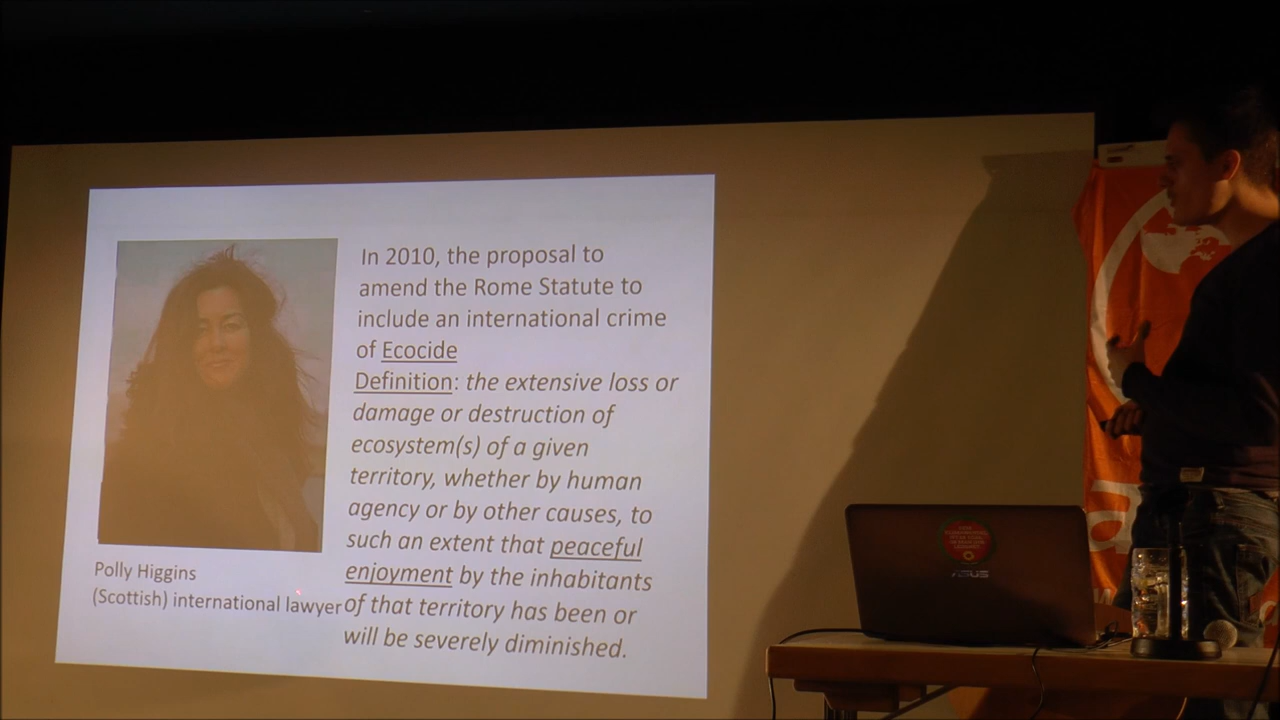 In 2010, the proposal to
amend the Rome Statute to
include an international crime
of Ecocide
Definition: the extensive loss or
damage or destruction of
ecosystem(s) of a given
territory, whether by human
agency or by other causes, to
such an extent that peaceful
enjoyment by the inhabitants
of that territory has been or
will be severely diminished.
Polly Higgins
(Scottish) international lawyer
ASUS